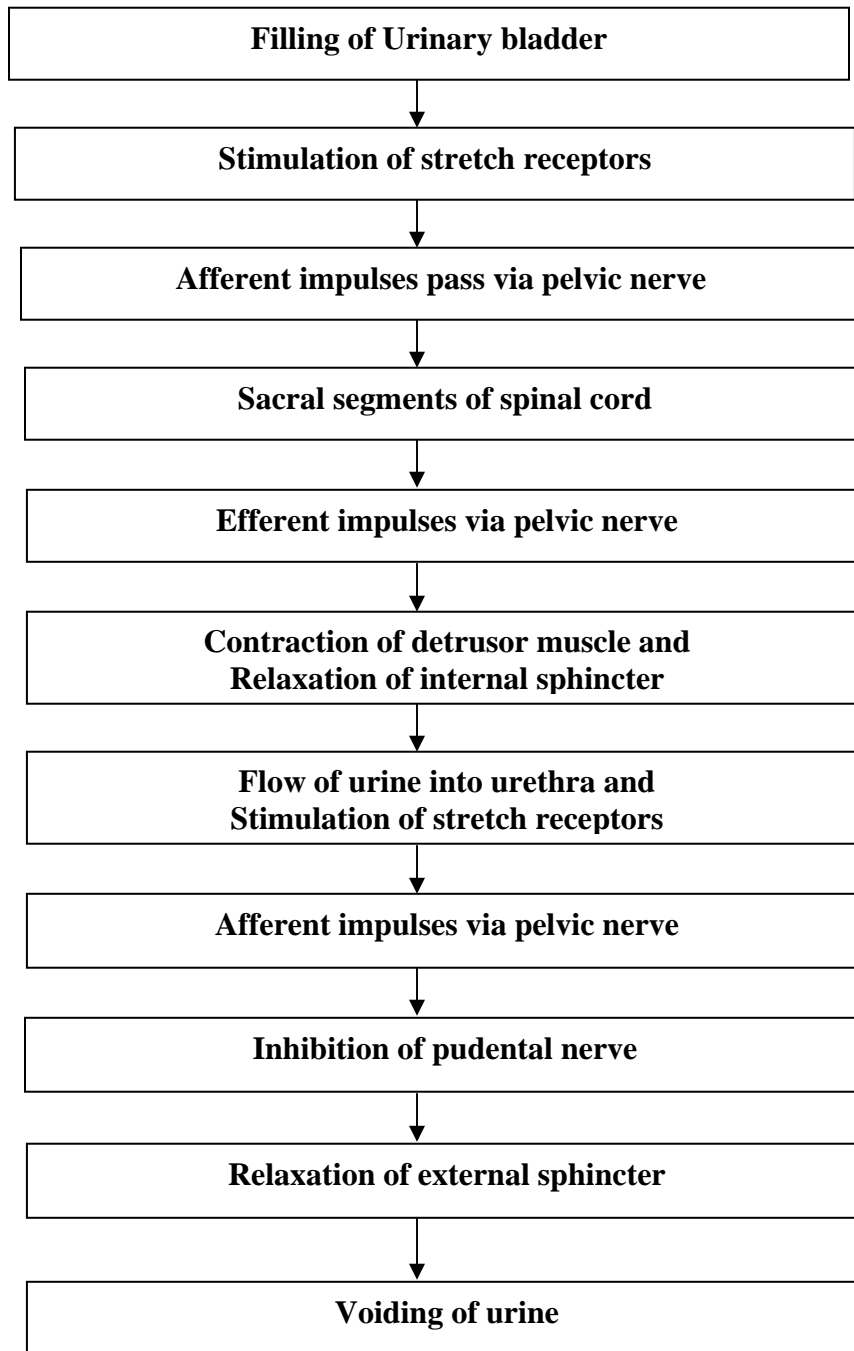 Filling of Urinary bladder
Stimulation of stretch receptors
Afferent impulses pass via pelvic nerve
Sacral segments of spinal cord
Efferent impulses via pelvic nerve
Contraction of detrusor muscle and
Relaxation of internal sphincter
Flow of urine into urethra and
Stimulation of stretch receptors
Afferent impulses via pelvic nerve
Inhibition of pudental nerve
Relaxation of external sphincter
Voiding of urine